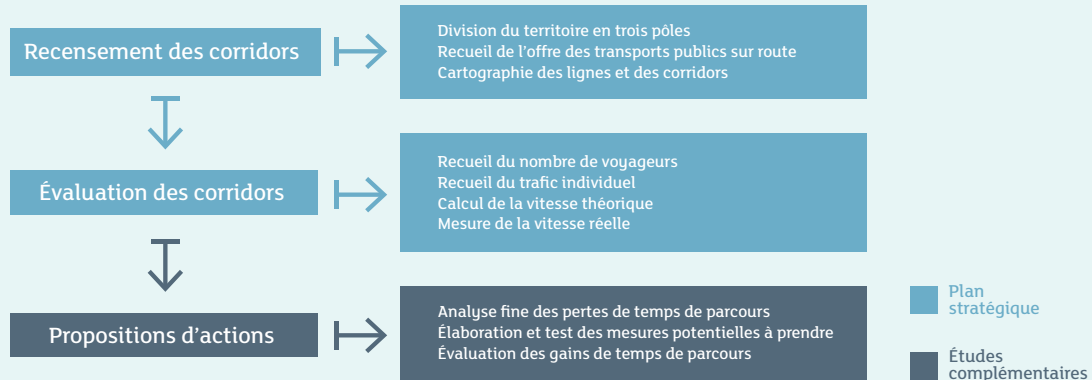 Recensement des corridors
Division du territoire en trois pôles
Recueil de l'offre des transports publics sur route
Cartographie des lignes et des corridors
Évaluation des corridors
Recueil du nombre de voyageurs
Recueil du trafic individuel
Calcul de la vitesse théorique
Mesure de la vitesse réelle
Propositions d'actions
Analyse fine des pertes de temps de parcours
Élaboration et test des mesures potentielles à prendre
Évaluation des gains de temps de parcours
Plan
stratégique
Études
complémentaires